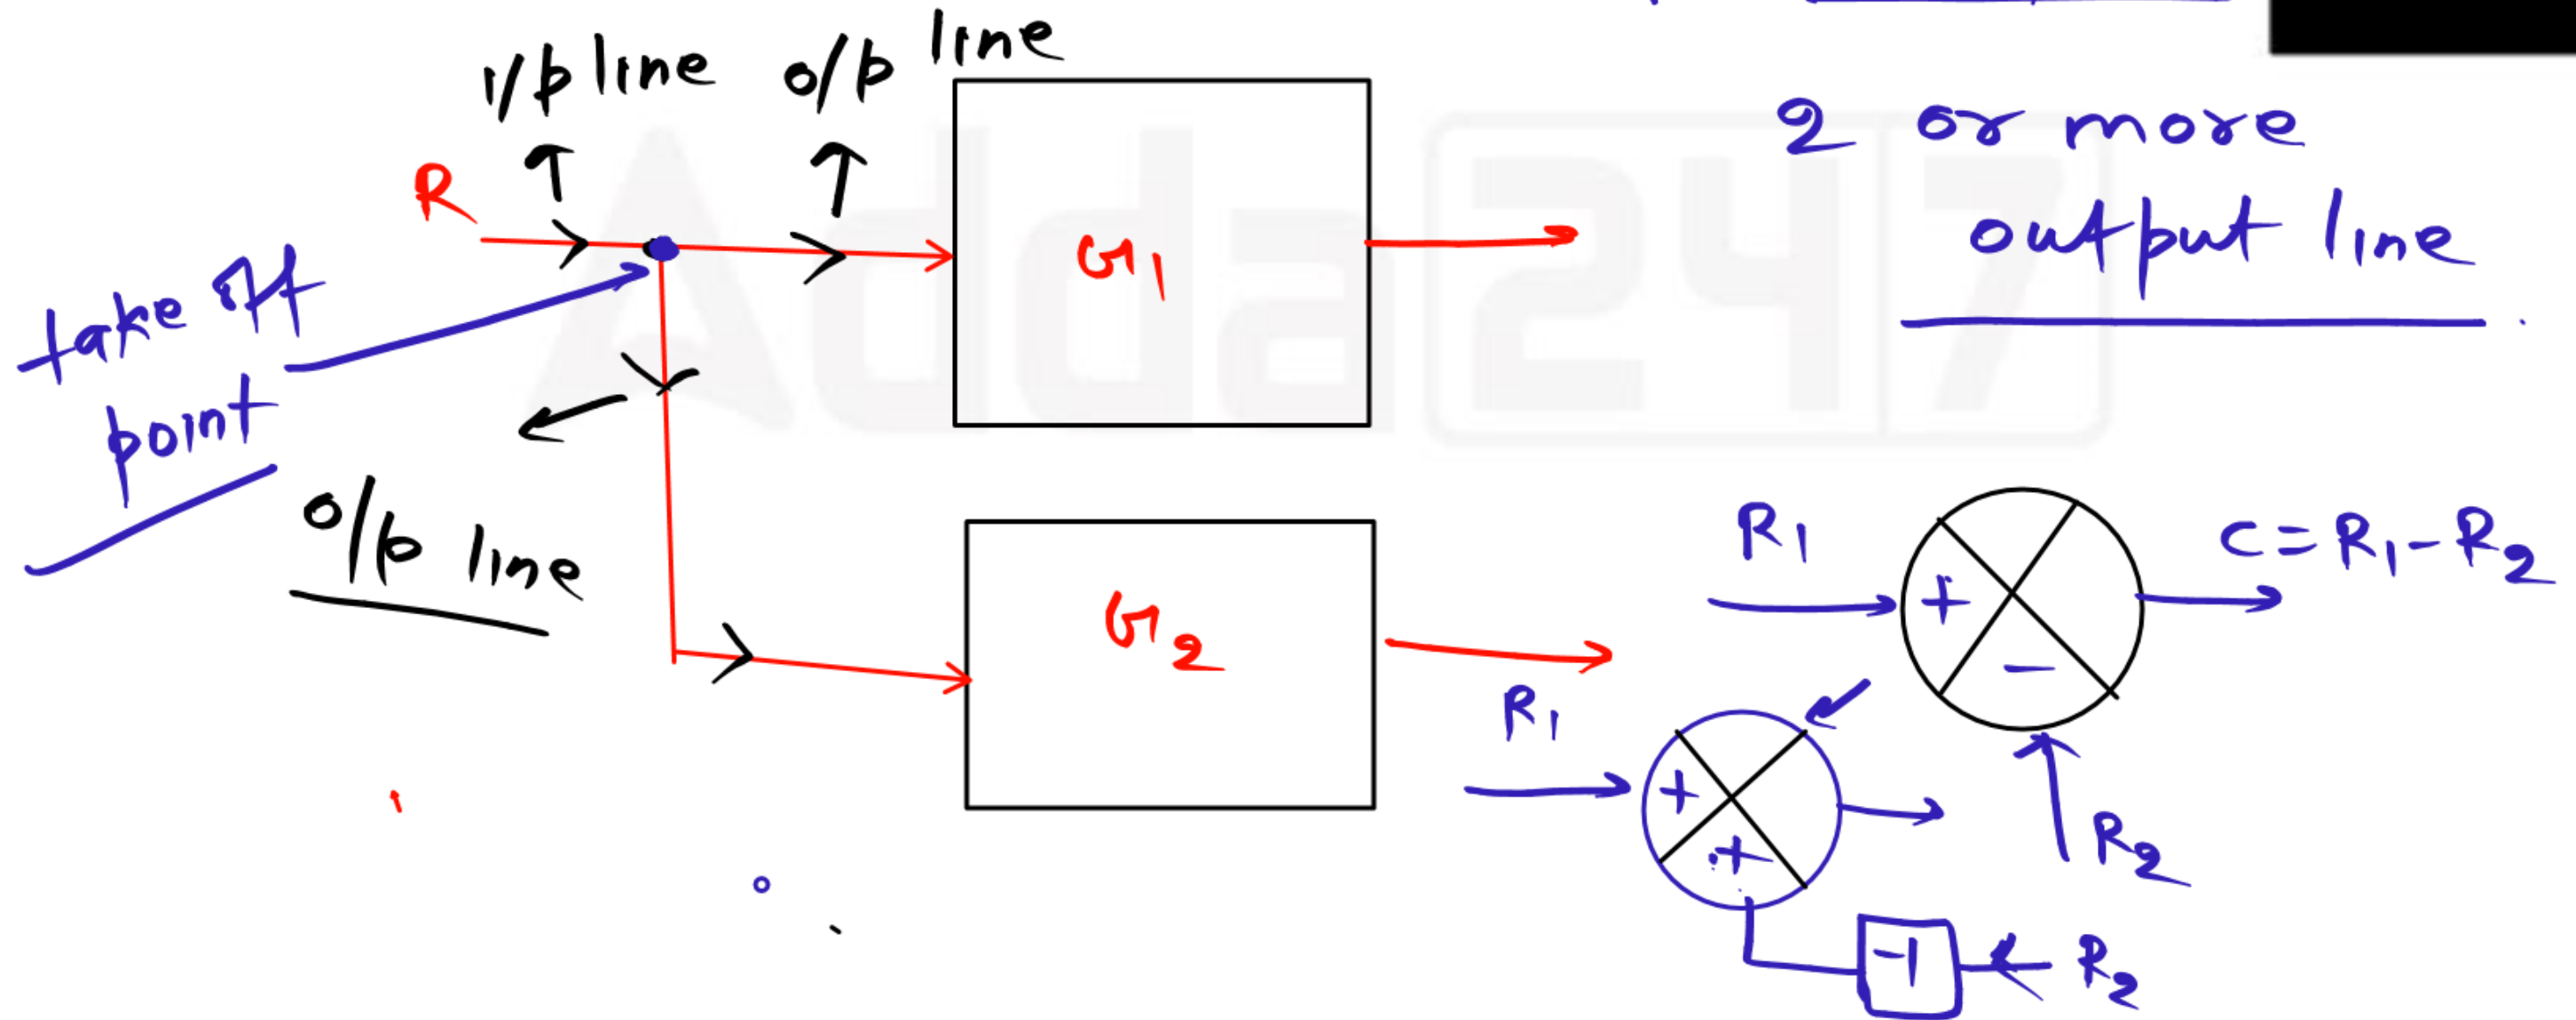 i/p line
o/p line
R
G1
2 or more
output line
take off
point
o/p line
G2
R1
+
-
C = R1 - R2
R2
R1
+
+
-1
R2
Adda247